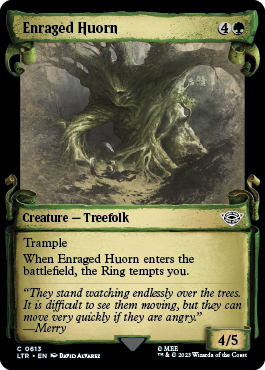 Enraged Huorn 4
Creature — Treefolk
Trample
When Enraged Huorn enters the
battlefield, the Ring tempts you.
“They stand watching endlessly over the trees.
It is difficult to see them moving, but they can
move very quickly if they are angry.”
—Merry
4/5
C 0613
LTR • EN DAVID ALVAREZ
© MEE
™ & © 2023 Wizards of the Coast